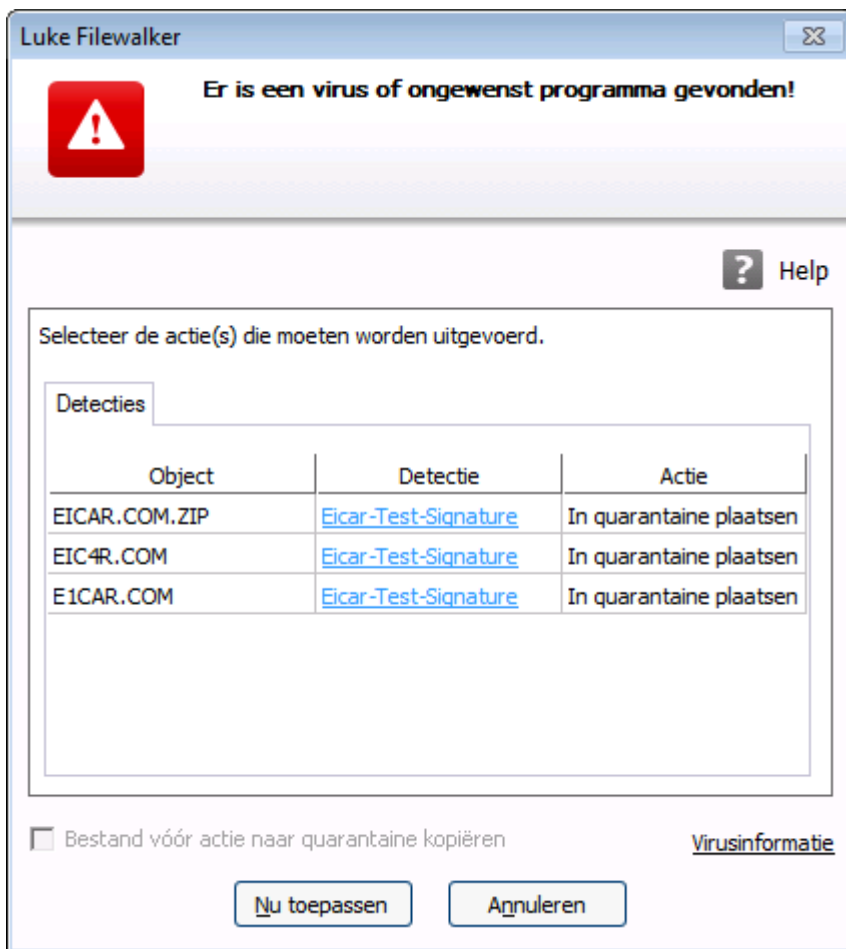 Luke Filewalker
Er is een virus of ongewenst programma gevonden!
? Help
Selecteer de actie(s) die moeten worden uitgevoerd.
Detecties
Object Detectie Actie
EICAR.COM.ZIP Eicar-Test-Signature In quarantaine plaatsen
EIC4R.COM Eicar-Test-Signature In quarantaine plaatsen
E1CAR.COM Eicar-Test-Signature In quarantaine plaatsen
Bestand vóór actie naar quarantaine kopiëren Virusinformatie
Nu toepassen Annuleren